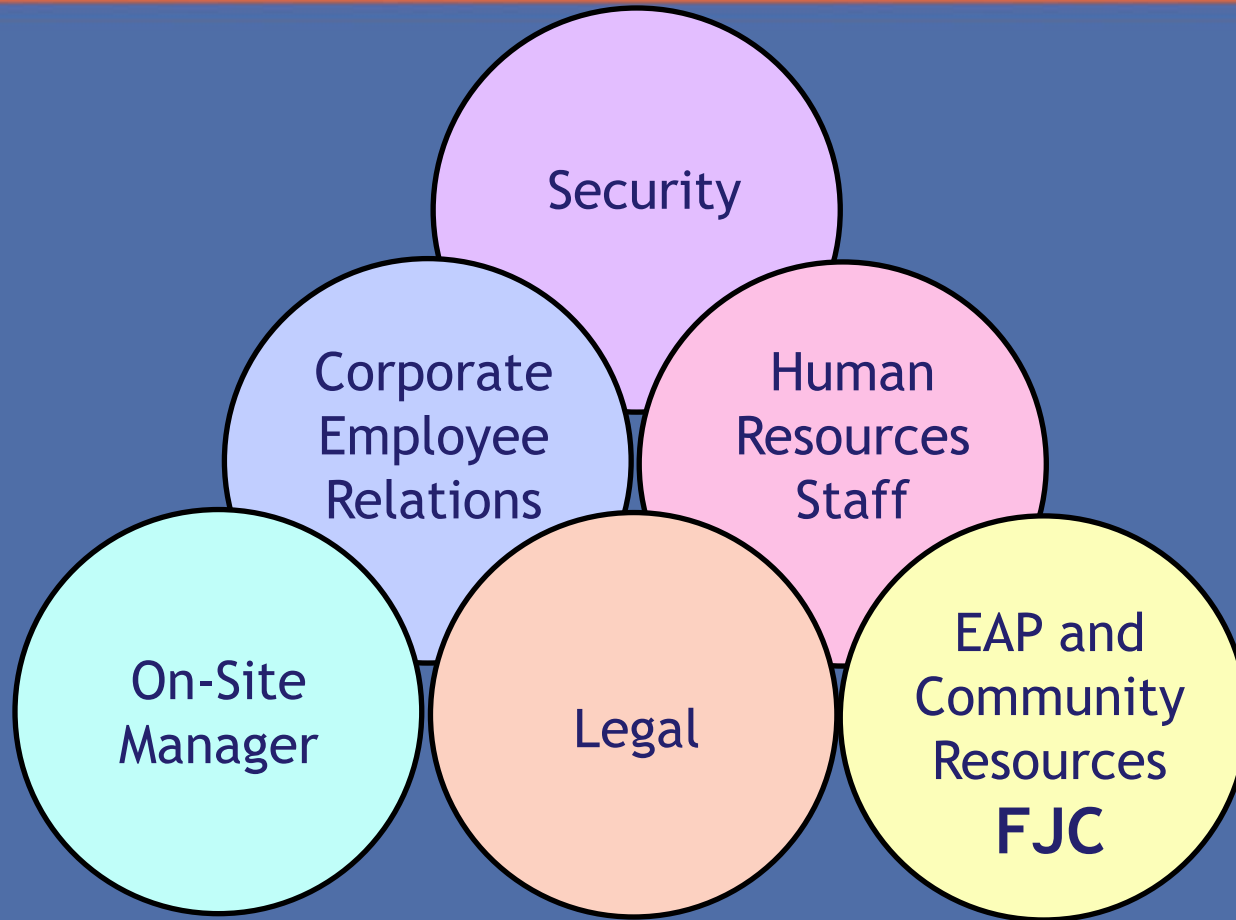 Security
Corporate
Employee
Relations
Human
Resources
Staff
On-Site
Manager
Legal
EAP and
Community
Resources
FJC